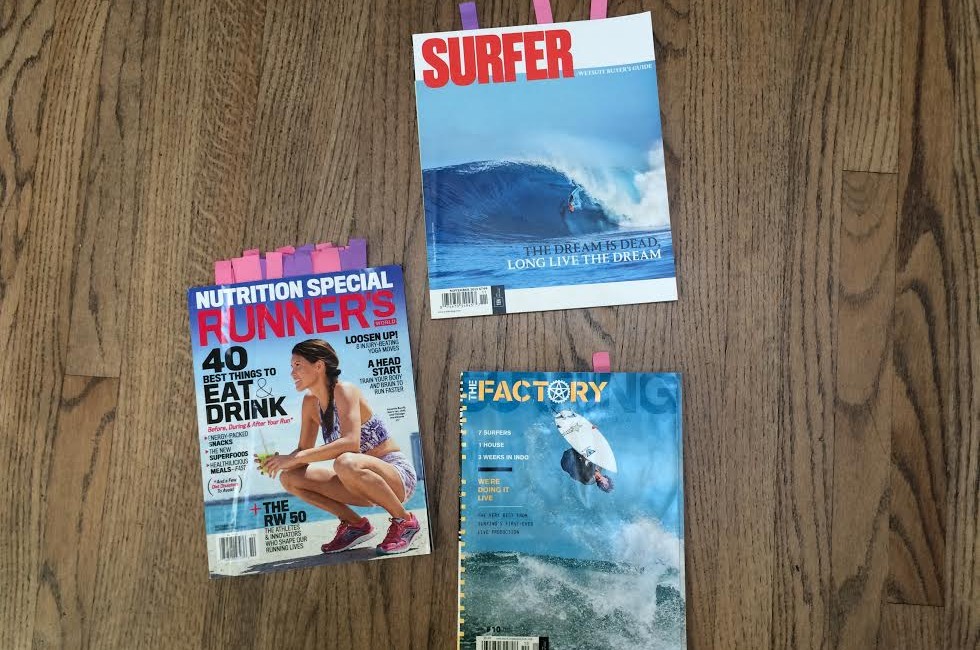 SURFER
WETSUIT BUYER'S GUIDE
THE DREAM IS DEAD,
LONG LIVE THE DREAM
NUTRITION SPECIAL
RUNNER'S
WORLD
40
BEST THINGS TO
EAT &
DRINK
Before, During & After Your Run*
ENERGY-PACKED
SNACKS
THE NEW
SUPERFOODS
HEALTHILICIOUS
MEALS–FAST
LOOSEN UP!
YOGA MOVES
A HEAD
START
TRAIN YOUR BODY
AND BRAIN TO
RUN FASTER
+THE
RW 50
THE ATHLETES
& INNOVATORS
WHO SHAPE OUR
RUNNING LIVES
THE FACTORY
7 SURFERS
1 HOUSE
3 WEEKS IN INDO
WE'RE
DOING IT
LIVE
THE VERY BEST FROM
SURFING'S FIRST-EVER
LIVE PRODUCTION
#10